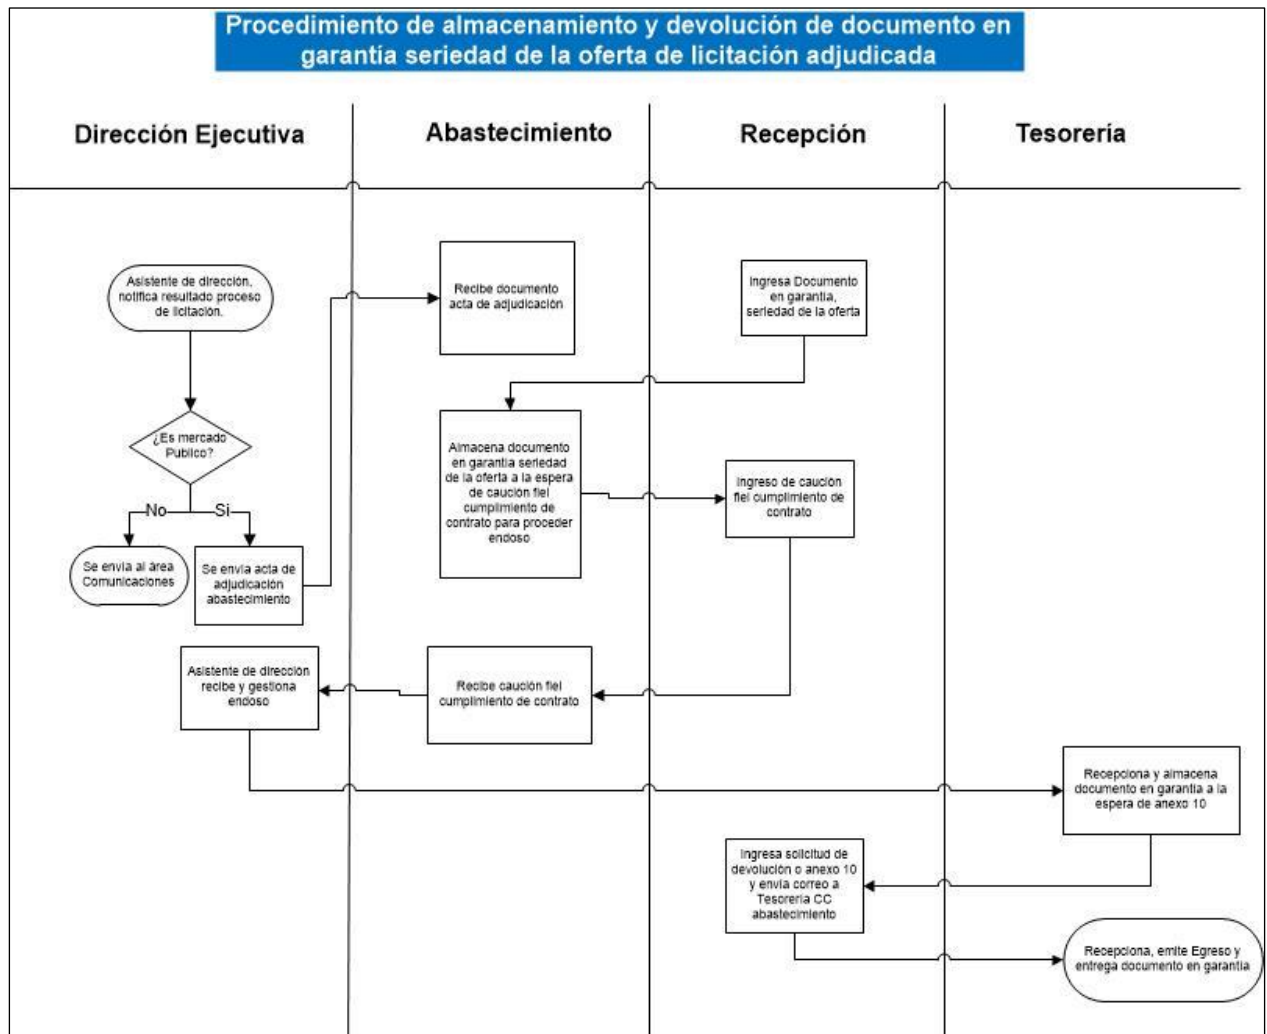 Procedimiento de almacenamiento y devolución de documento en
garantía seriedad de la oferta de licitación adjudicada
Dirección Ejecutiva
Abastecimiento
Recepción
Tesorería
Asistente de dirección,
notifica resultado proceso
de licitación.
Recibe documento
acta de adjudicación
Ingresa Documento
en garantía,
seriedad de la oferta
¿Es mercado
Publico?
No
Si
Se envía al área
Comunicaciones
Se envía acta de
adjudicación
abastecimiento
Almacena documento
en garantía seriedad
de la oferta a la espera
de caución fiel
cumplimiento de
contrato para proceder
endoso
Ingreso de caución
fiel cumplimiento de
contrato
Asistente de dirección
recibe y gestiona
endoso
Recibe caución fiel
cumplimiento de contrato
Recepciona y almacena
documento en garantía a la
espera de anexo 10
Ingresa solicitud de
devolución o anexo 10
y envía correo a
Tesorería CC
abastecimiento
Recepciona, emite Egreso y
entrega documento en garantía